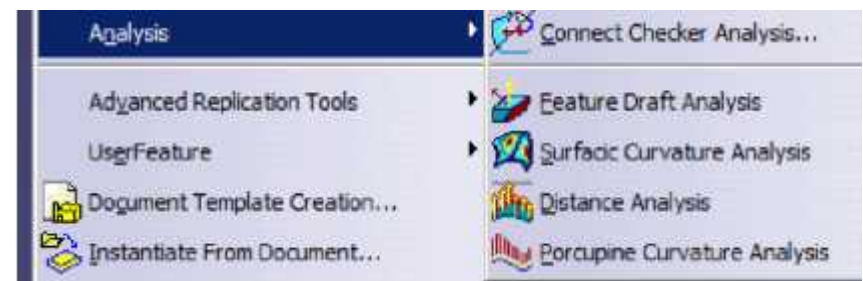 Analysis
Advanced Replication Tools
UserFeature
Document Template Creation...
Instantiate From Document...
Connect Checker Analysis...
Feature Draft Analysis
Surfacic Curvature Analysis
Distance Analysis
Porcupine Curvature Analysis